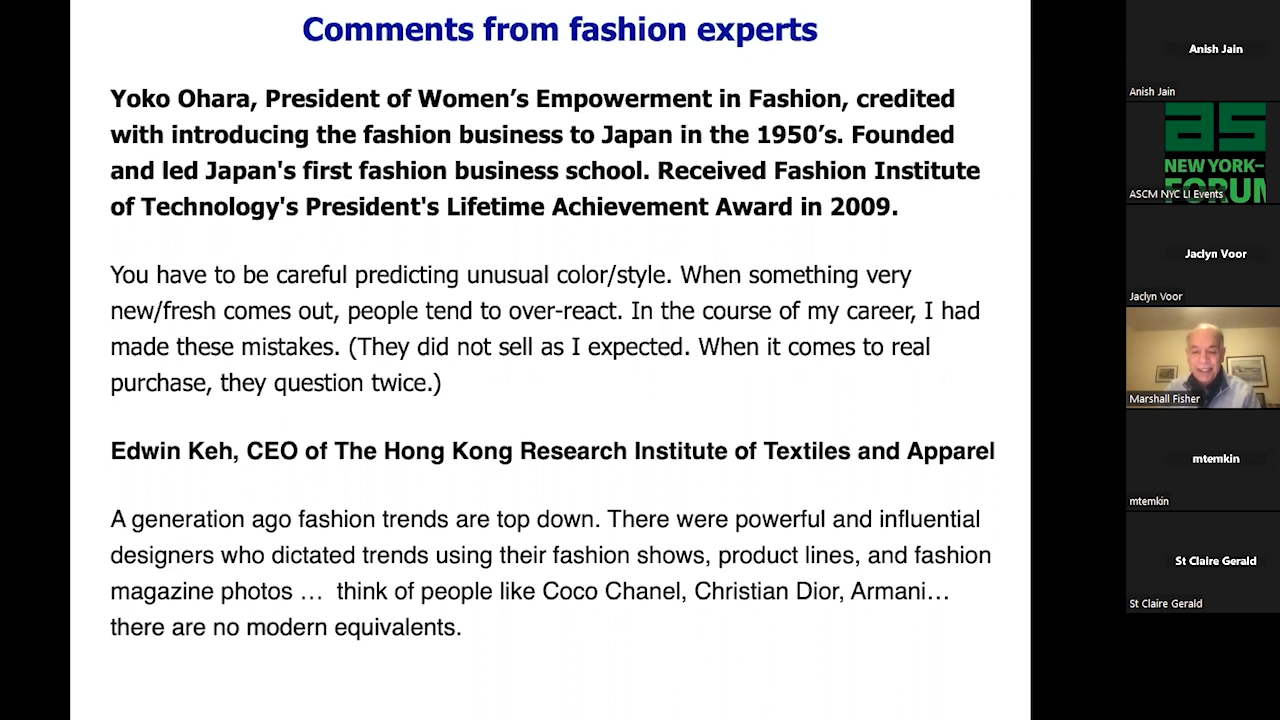 Comments from fashion experts
Yoko Ohara, President of Women’s Empowerment in Fashion, credited
with introducing the fashion business to Japan in the 1950’s. Founded
and led Japan's first fashion business school. Received Fashion Institute
of Technology's President's Lifetime Achievement Award in 2009.
You have to be careful predicting unusual color/style. When something very
new/fresh comes out, people tend to over-react. In the course of my career, I had
made these mistakes. (They did not sell as I expected. When it comes to real
purchase, they question twice.)
Edwin Keh, CEO of The Hong Kong Research Institute of Textiles and Apparel
A generation ago fashion trends are top down. There were powerful and influential
designers who dictated trends using their fashion shows, product lines, and fashion
magazine photos … think of people like Coco Chanel, Christian Dior, Armani…
there are no modern equivalents.
Anish Jain
Anish Jain
as
NEW YORK–
FORUM
ASCM NYC LI Events
Jaclyn Voor
Jaclyn Voor
Marshall Fisher
mtemkin
mtemkin
St Claire Gerald
St Claire Gerald